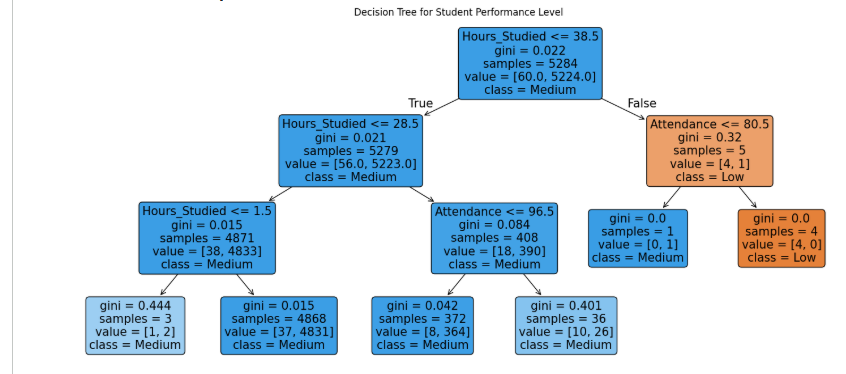 Decision Tree for Student Performance Level
Hours_Studied <= 38.5
gini = 0.022
samples = 5284
value = [60.0, 5224.0]
class = Medium
True
False
Hours_Studied <= 28.5
gini = 0.021
samples = 5279
value = [56.0, 5223.0]
class = Medium
Attendance <= 80.5
gini = 0.32
samples = 5
value = [4, 1]
class = Low
Hours_Studied <= 1.5
gini = 0.015
samples = 4871
value = [38, 4833]
class = Medium
Attendance <= 96.5
gini = 0.084
samples = 408
value = [18, 390]
class = Medium
gini = 0.0
samples = 1
value = [0, 1]
class = Medium
gini = 0.0
samples = 4
value = [4, 0]
class = Low
gini = 0.444
samples = 3
value = [1, 2]
class = Medium
gini = 0.015
samples = 4868
value = [37, 4831]
class = Medium
gini = 0.042
samples = 372
value = [8, 364]
class = Medium
gini = 0.401
samples = 36
value = [10, 26]
class = Medium